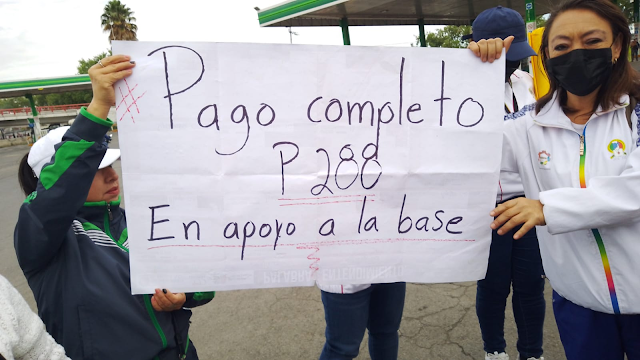 #Pago completo
P288
En apoyo a la base